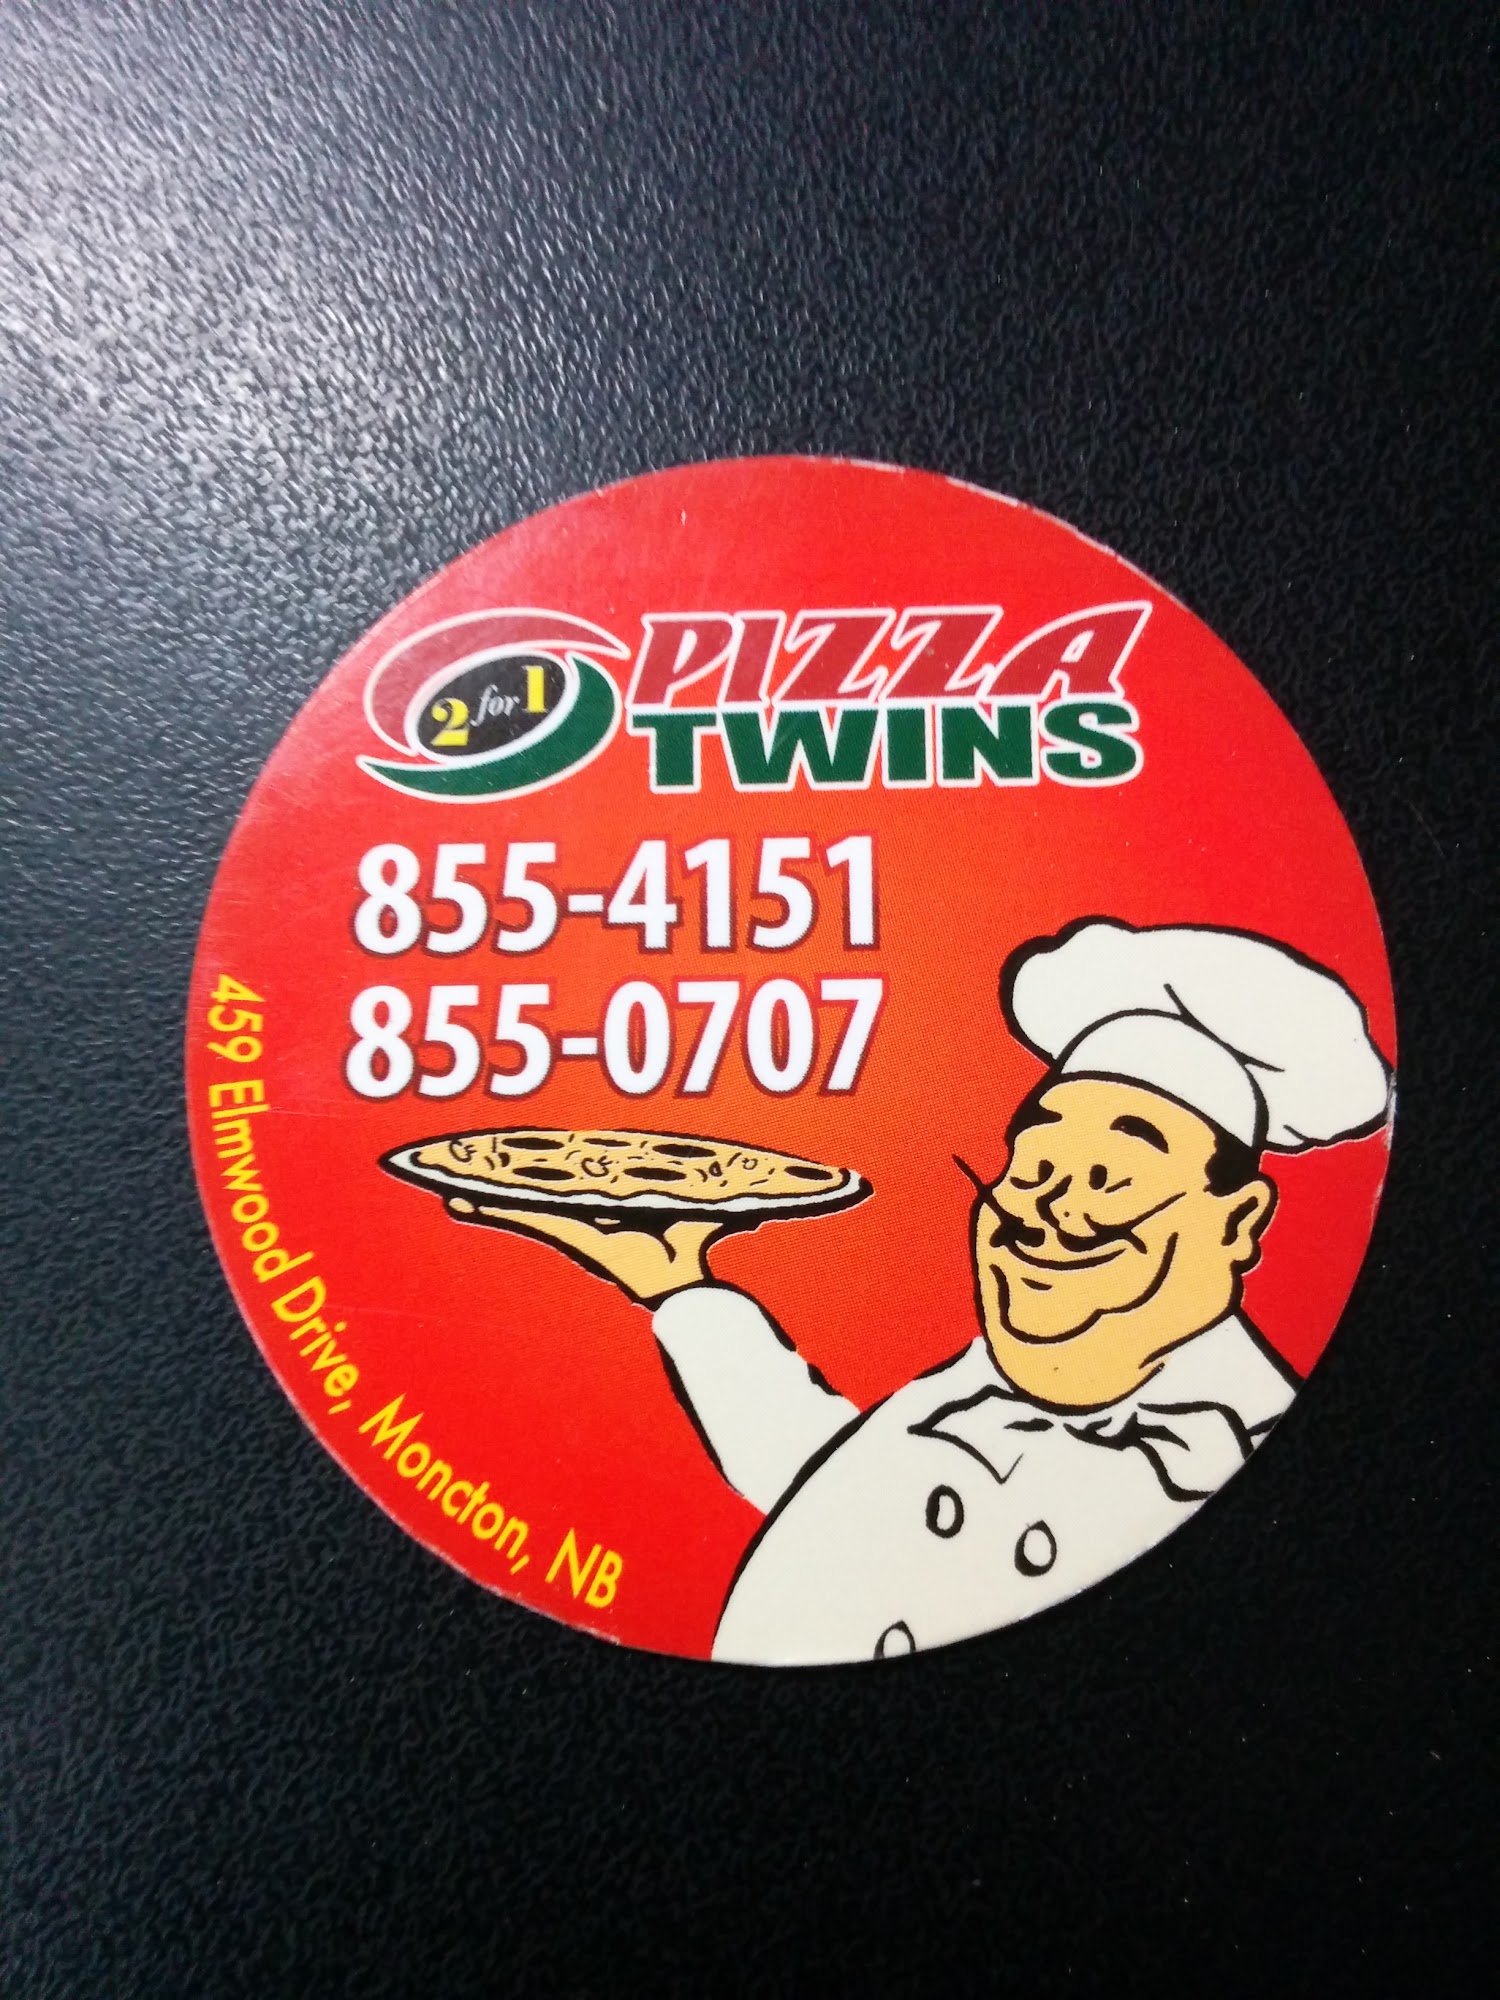 2 for 1
PIZZA
TWINS
855-4151
855-0707
459 Elmwood Drive, Moncton, NB